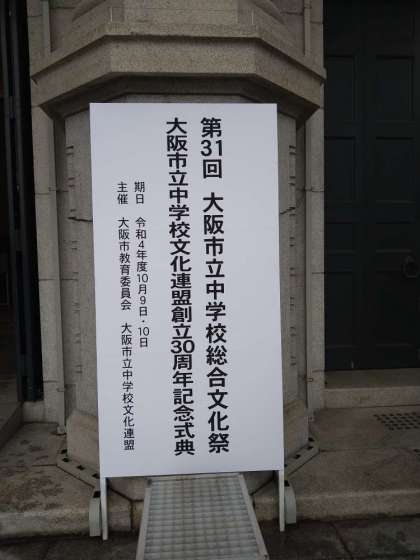 第31回 大阪市立中学校総合文化祭
大阪市立中学校文化連盟創立30周年記念式典
期日 令和4年度10月9日・10日
主催 大阪市教育委員会 大阪市立中学校文化連盟